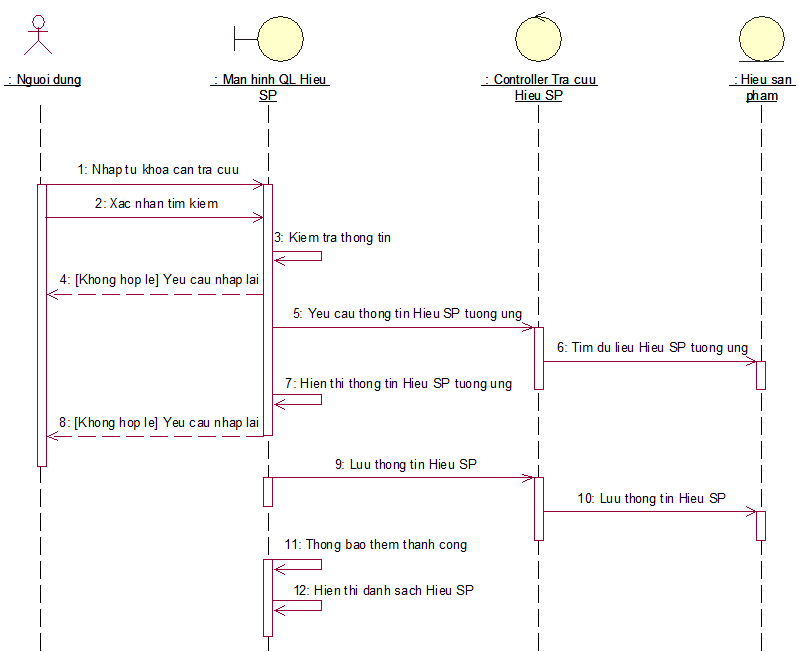 : Nguoi dung
: Man hinh QL Hieu
SP
: Controller Tra cuu
Hieu SP
: Hieu san
pham
1: Nhap tu khoa can tra cuu
2: Xac nhan tim kiem
3: Kiem tra thong tin
4: [Khong hop le] Yeu cau nhap lai
5: Yeu cau thong tin Hieu SP tuong ung
6: Tim du lieu Hieu SP tuong ung
7: Hien thi thong tin Hieu SP tuong ung
8: [Khong hop le] Yeu cau nhap lai
9: Luu thong tin Hieu SP
10: Luu thong tin Hieu SP
11: Thong bao them thanh cong
12: Hien thi danh sach Hieu SP